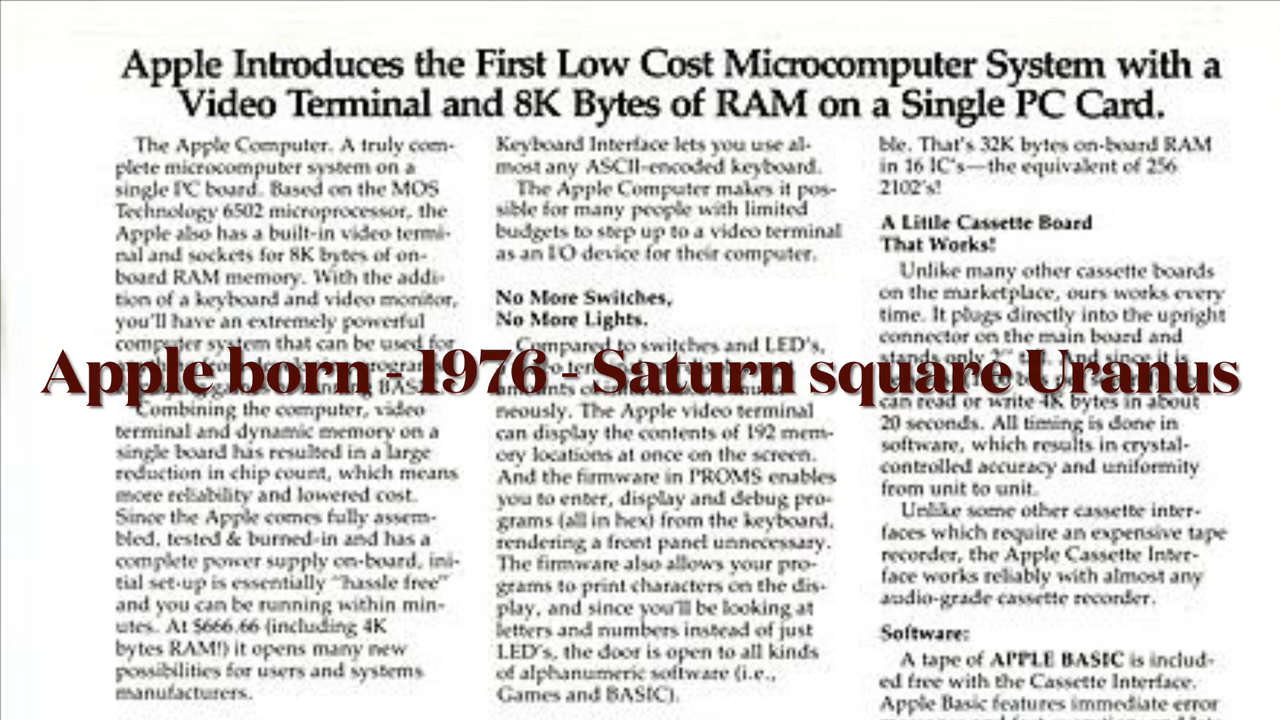 Apple Introduces the First Low Cost Microcomputer System with a
Video Terminal and 8K Bytes of RAM on a Single PC Card.
The Apple Computer. A truly com-
plete microcomputer system on a
single PC board. Based on the MOS
Technology 6502 microprocessor, the
Apple also has a built-in video termi-
nal and sockets for 8K bytes of on-
board RAM memory. With the addi-
tion of a keyboard and video monitor,
you'll have an extremely powerful
computer system that can be used for
BAS
Combining the computer, video
terminal and dynamic memory on a
single board has resulted in a large
reduction in chip count, which means
more reliability and lowered cost.
Since the Apple comes fully assem-
bled, tested & burned-in and has a
complete power supply on-board, ini-
tial set-up is essentially "hassle free"
and you can be running within min-
utes. At $666.66 (including 4K
bytes RAM!) it opens many new
possibilities for users and systems
manufacturers.
Keyboard Interface lets you use al-
most any ASCII-encoded keyboard.
The Apple Computer makes it pos-
sible for many people with limited
budgets to step up to a video terminal
as an I/O device for their computer.
No More Switches,
No More Lights.
Compared to switches and LED's,
neously. The Apple video terminal
can display the contents of 192 mem-
ory locations at once on the screen.
And the firmware in PROMS enables
you to enter, display and debug pro-
grams (all in hex) from the keyboard,
rendering a front panel unnecessary.
The firmware also allows your pro-
grams to print characters on the dis-
play, and since you'll be looking at
letters and numbers instead of just
LED's, the door is open to all kinds
of alphanumeric software (i.e.,
Games and BASIC).
ble. That's 32K bytes on-board RAM
in 16 IC's—the equivalent of 256
2102's!
A Little Cassette Board
That Works!
Unlike many other cassette boards
on the marketplace, ours works every
time. It plugs directly into the upright
connector on the main board and
stands only And since it is
can read or write 4K bytes in about
20 seconds. All timing is done in
software, which results in crystal-
controlled accuracy and uniformity
from unit to unit.
Unlike some other cassette inter-
faces which require an expensive tape
recorder, the Apple Cassette Inter-
face works reliably with almost any
audio-grade cassette recorder.
Software:
A tape of APPLE BASIC is includ-
ed free with the Cassette Interface.
Apple Basic features immediate error
Apple born - 1976 - Saturn square Uranus